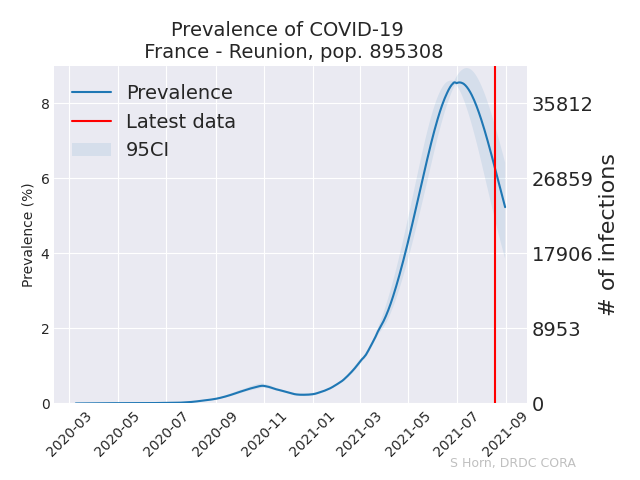 Prevalence of COVID-19
France - Reunion, pop. 895308
Prevalence
Latest data
95CI
Prevalence (%)
8
6
4
2
0
35812
26859
17906
8953
0
# of infections
2020-03
2020-05
2020-07
2020-09
2020-11
2021-01
2021-03
2021-05
2021-07
2021-09
S Horn, DRDC CORA